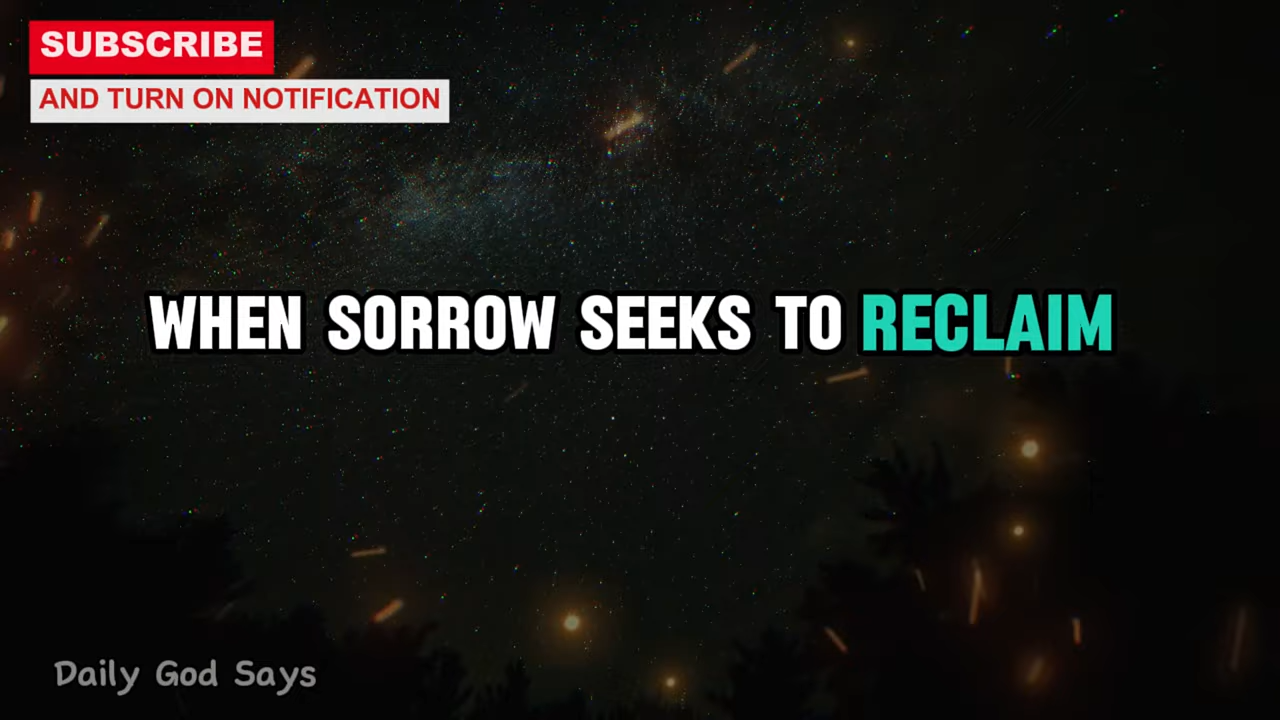 SUBSCRIBE
AND TURN ON NOTIFICATION
WHEN SORROW SEEKS TO RECLAIM
Daily God Says